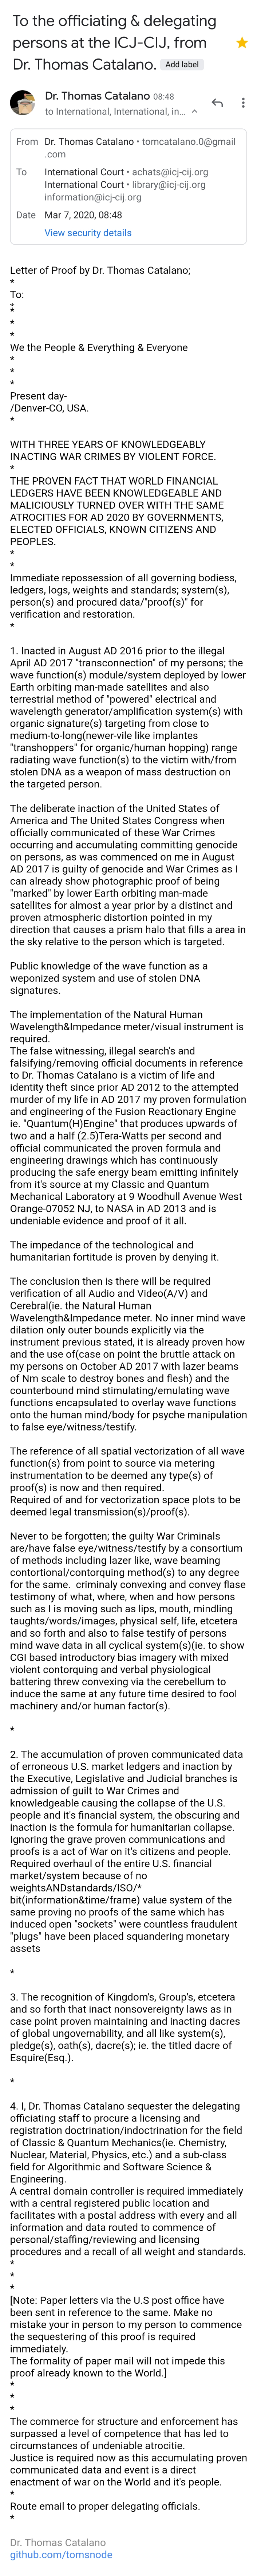 To the officiating & delegating
persons at the ICJ-CIJ, from
Dr. Thomas Catalano. Add label
Dr. Thomas Catalano 08:48
to International, International, in...
From Dr. Thomas Catalano • tomcatalano.0@gmail
.com
To International Court • achats@icj-cij.org
International Court • library@icj-cij.org
information@icj-cij.org
Date Mar 7, 2020, 08:48
View security details
Letter of Proof by Dr. Thomas Catalano;
*
To:
*
*
*
*
We the People & Everything & Everyone
*
*
*
Present day-
/Denver-CO, USA.
*
WITH THREE YEARS OF KNOWLEDGEABLY
INACTING WAR CRIMES BY VIOLENT FORCE.
*
THE PROVEN FACT THAT WORLD FINANCIAL
LEDGERS HAVE BEEN KNOWLEDGEABLE AND
MALICIOUSLY TURNED OVER WITH THE SAME
ATROCITIES FOR AD 2020 BY GOVERNMENTS,
ELECTED OFFICIALS, KNOWN CITIZENS AND
PEOPLES.
*
*
Immediate repossession of all governing bodiess,
ledgers, logs, weights and standards; system(s),
person(s) and procured data/"proof(s)" for
verification and restoration.
*
1. Inacted in August AD 2016 prior to the illegal
April AD 2017 "transconnection" of my persons; the
wave function(s) module/system deployed by lower
Earth orbiting man-made satellites and also
terrestrial method of "powered" electrical and
wavelength generator/amplification system(s) with
organic signature(s) targeting from close to
medium-to-long(newer-vile like implantes
"transhoppers" for organic/human hopping) range
radiating wave function(s) to the victim with/from
stolen DNA as a weapon of mass destruction on
the targeted person.
The deliberate inaction of the United States of
America and The United States Congress when
officially communicated of these War Crimes
occurring and accumulating committing genocide
on persons, as was commented on me in August
AD 2017 is guilty of genocide and War Crimes as I
can already show photographic proof of being
"marked" by lower Earth orbiting man-made
satellites for almost a year prior by a distinct and
proven atmospheric distortion pointed in my
direction that causes a prism halo that fills a area in
the sky relative to the person which is targeted.
Public knowledge of the wave function as a
weponized system and use of stolen DNA
signatures.
The implementation of the Natural Human
Wavelength&Impedance meter/visual instrument is
required.
The false witnessing, illegal search's and
falsifying/removing official documents in reference
to Dr. Thomas Catalano is a victim of life and
identity theft since prior AD 2012 to the attempted
murder of my life in AD 2017 my proven formulation
and engineering of the Fusion Reactionary Engine
ie. "Quantum(H)Engine" that produces upwards of
two and a half (2.5)Tera-Watts per second and
official communicated the proven formula and
engineering drawings which has continuously
producing the safe energy beam emitting infinitely
from it's source at my Classic and Quantum
Mechanical Laboratory at 9 Woodhull Avenue West
Orange-07052 NJ, to NASA in AD 2013 and is
undeniable evidence and proof of it all.
The impedance of the technological and
humanitarian fortitude is proven by denying it.
The conclusion then is there will be required
verification of all Audio and Video(A/V) and
Cerebral(ie. the Natural Human
Wavelength&Impedance meter. No inner mind wave
dilation only outer bounds explicitly via the
instrument previous stated, it is already proven how
and the use of(case on point the bruttle attack on
my persons on October AD 2017 with lazer beams
of Nm scale to destroy bones and flesh) and the
counterbound mind stimulating/emulating wave
functions encapsulated to overlay wave functions
onto the human mind/body for psyche manipulation
to false eye/witness/testify.
The reference of all spatial vectorization of all wave
function(s) from point to source via metering
instrumentation to be deemed any type(s) of
proof(s) is now and then required.
Required of and for vectorization space plots to be
deemed legal transmission(s)/proof(s).
Never to be forgotten; the guilty War Criminals
are/have false eye/witness/testify by a consortium
of methods including lazer like, wave beaming
contortional/contorquing method(s) to any degree
for the same.  criminaly convexing and convey flase
testimony of what, where, when and how persons
such as I is moving such as lips, mouth, mindling
taughts/words/images, physical self, life, etcetera
and so forth and also to false testify of persons
mind wave data in all cyclical system(s)(ie. to show
CGI based introductory bias imagery with mixed
violent contorquing and verbal physiological
battering threw convexing via the cerebellum to
induce the same at any future time desired to fool
machinery and/or human factor(s).
*
2. The accumulation of proven communicated data
of erroneous U.S. market ledgers and inaction by
the Executive, Legislative and Judicial branches is
admission of guilt to War Crimes and
knowledgeable causing the collapse of the U.S.
people and it's financial system, the obscuring and
inaction is the formula for humanitarian collapse.
Ignoring the grave proven communications and
proofs is a act of War on it's citizens and people.
Required overhaul of the entire U.S. financial
market/system because of no
weightsANDstandards/ISO/*
bit(information&time/frame) value system of the
same proving no proofs of the same which has
induced open "sockets" were countless fraudulent
"plugs" have been placed squandering monetary
assets
*
3. The recognition of Kingdom's, Group's, etcetera
and so forth that inact nonsovereignty laws as in
case point proven maintaining and inacting dacres
of global ungovernability, and all like system(s),
pledge(s), oath(s), dacre(s); ie. the titled dacre of
Esquire(Esq.).
*
4. I, Dr. Thomas Catalano sequester the delegating
officiating staff to procure a licensing and
registration doctrination/indoctrination for the field
of Classic & Quantum Mechanics(ie. Chemistry,
Nuclear, Material, Physics, etc.) and a sub-class
field for Algorithmic and Software Science &
Engineering.
A central domain controller is required immediately
with a central registered public location and
facilitates with a postal address with every and all
information and data routed to commence of
personal/staffing/reviewing and licensing
procedures and a recall of all weight and standards.
*
*
*
[Note: Paper letters via the U.S post office have
been sent in reference to the same. Make no
mistake your in person to my person to commence
the sequestering of this proof is required
immediately.
The formality of paper mail will not impede this
proof already known to the World.]
*
*
*
The commerce for structure and enforcement has
surpassed a level of competence that has led to
circumstances of undeniable atrocitie.
Justice is required now as this accumulating proven
communicated data and event is a direct
enactment of war on the World and it's people.
*
Route email to proper delegating officials.
*
Dr. Thomas Catalano
github.com/tomsnode